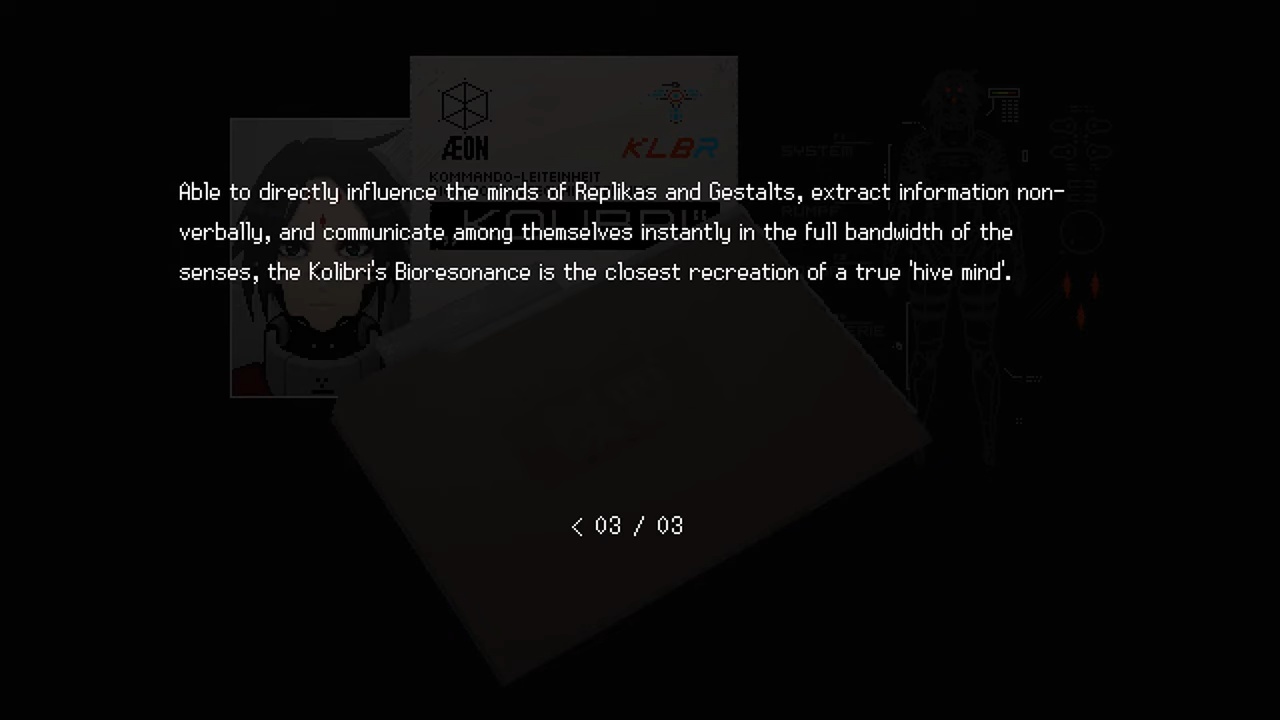 ÆON
KLBR
KOMMANDO-LEITEINHEIT
SYSTEM
Able to directly influence the minds of Replikas and Gestalts, extract information non-
verbally, and communicate among themselves instantly in the full bandwidth of the
senses, the Kolibri's Bioresonance is the closest recreation of a true 'hive mind'.
< 03 / 03